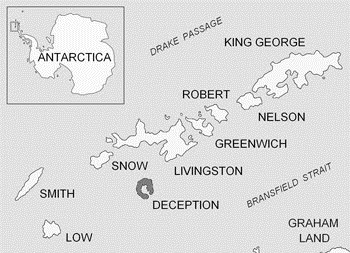 DRAKE PASSAGE
KING GEORGE
ANTARCTICA
ROBERT
NELSON
GREENWICH
SNOW
LIVINGSTON
SMITH
DECEPTION
BRANSFIELD STRAIT
LOW
GRAHAM
LAND